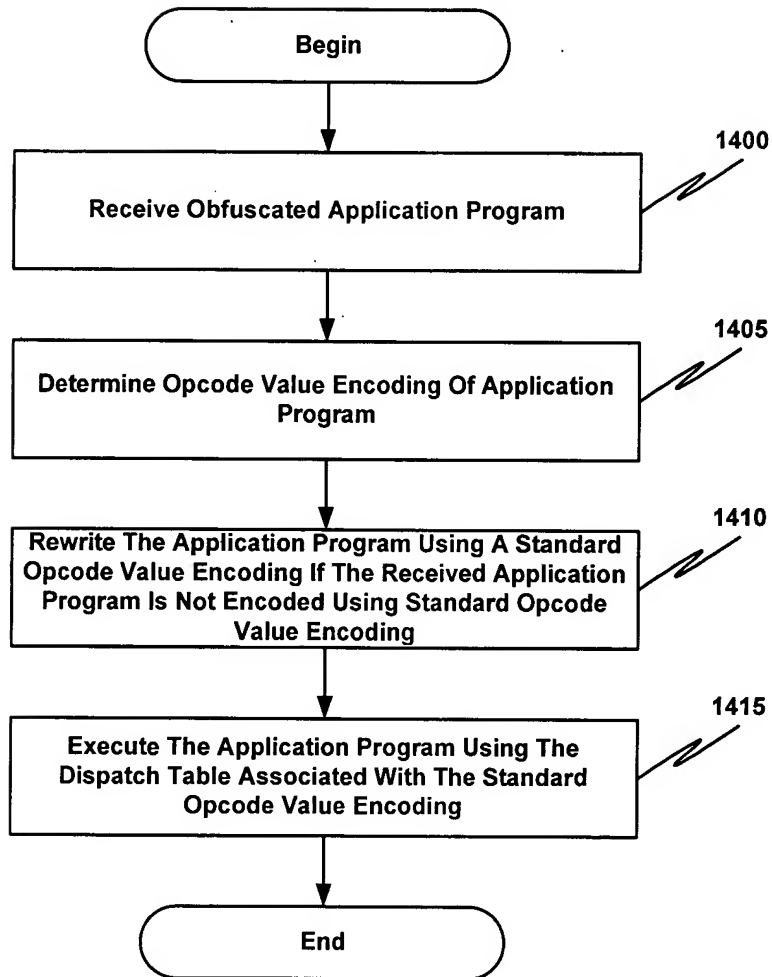 Begin
1400
Receive Obfuscated Application Program
1405
Determine Opcode Value Encoding Of Application
Program
1410
Rewrite The Application Program Using A Standard
Opcode Value Encoding If The Received Application
Program Is Not Encoded Using Standard Opcode
Value Encoding
1415
Execute The Application Program Using The
Dispatch Table Associated With The Standard
Opcode Value Encoding
End